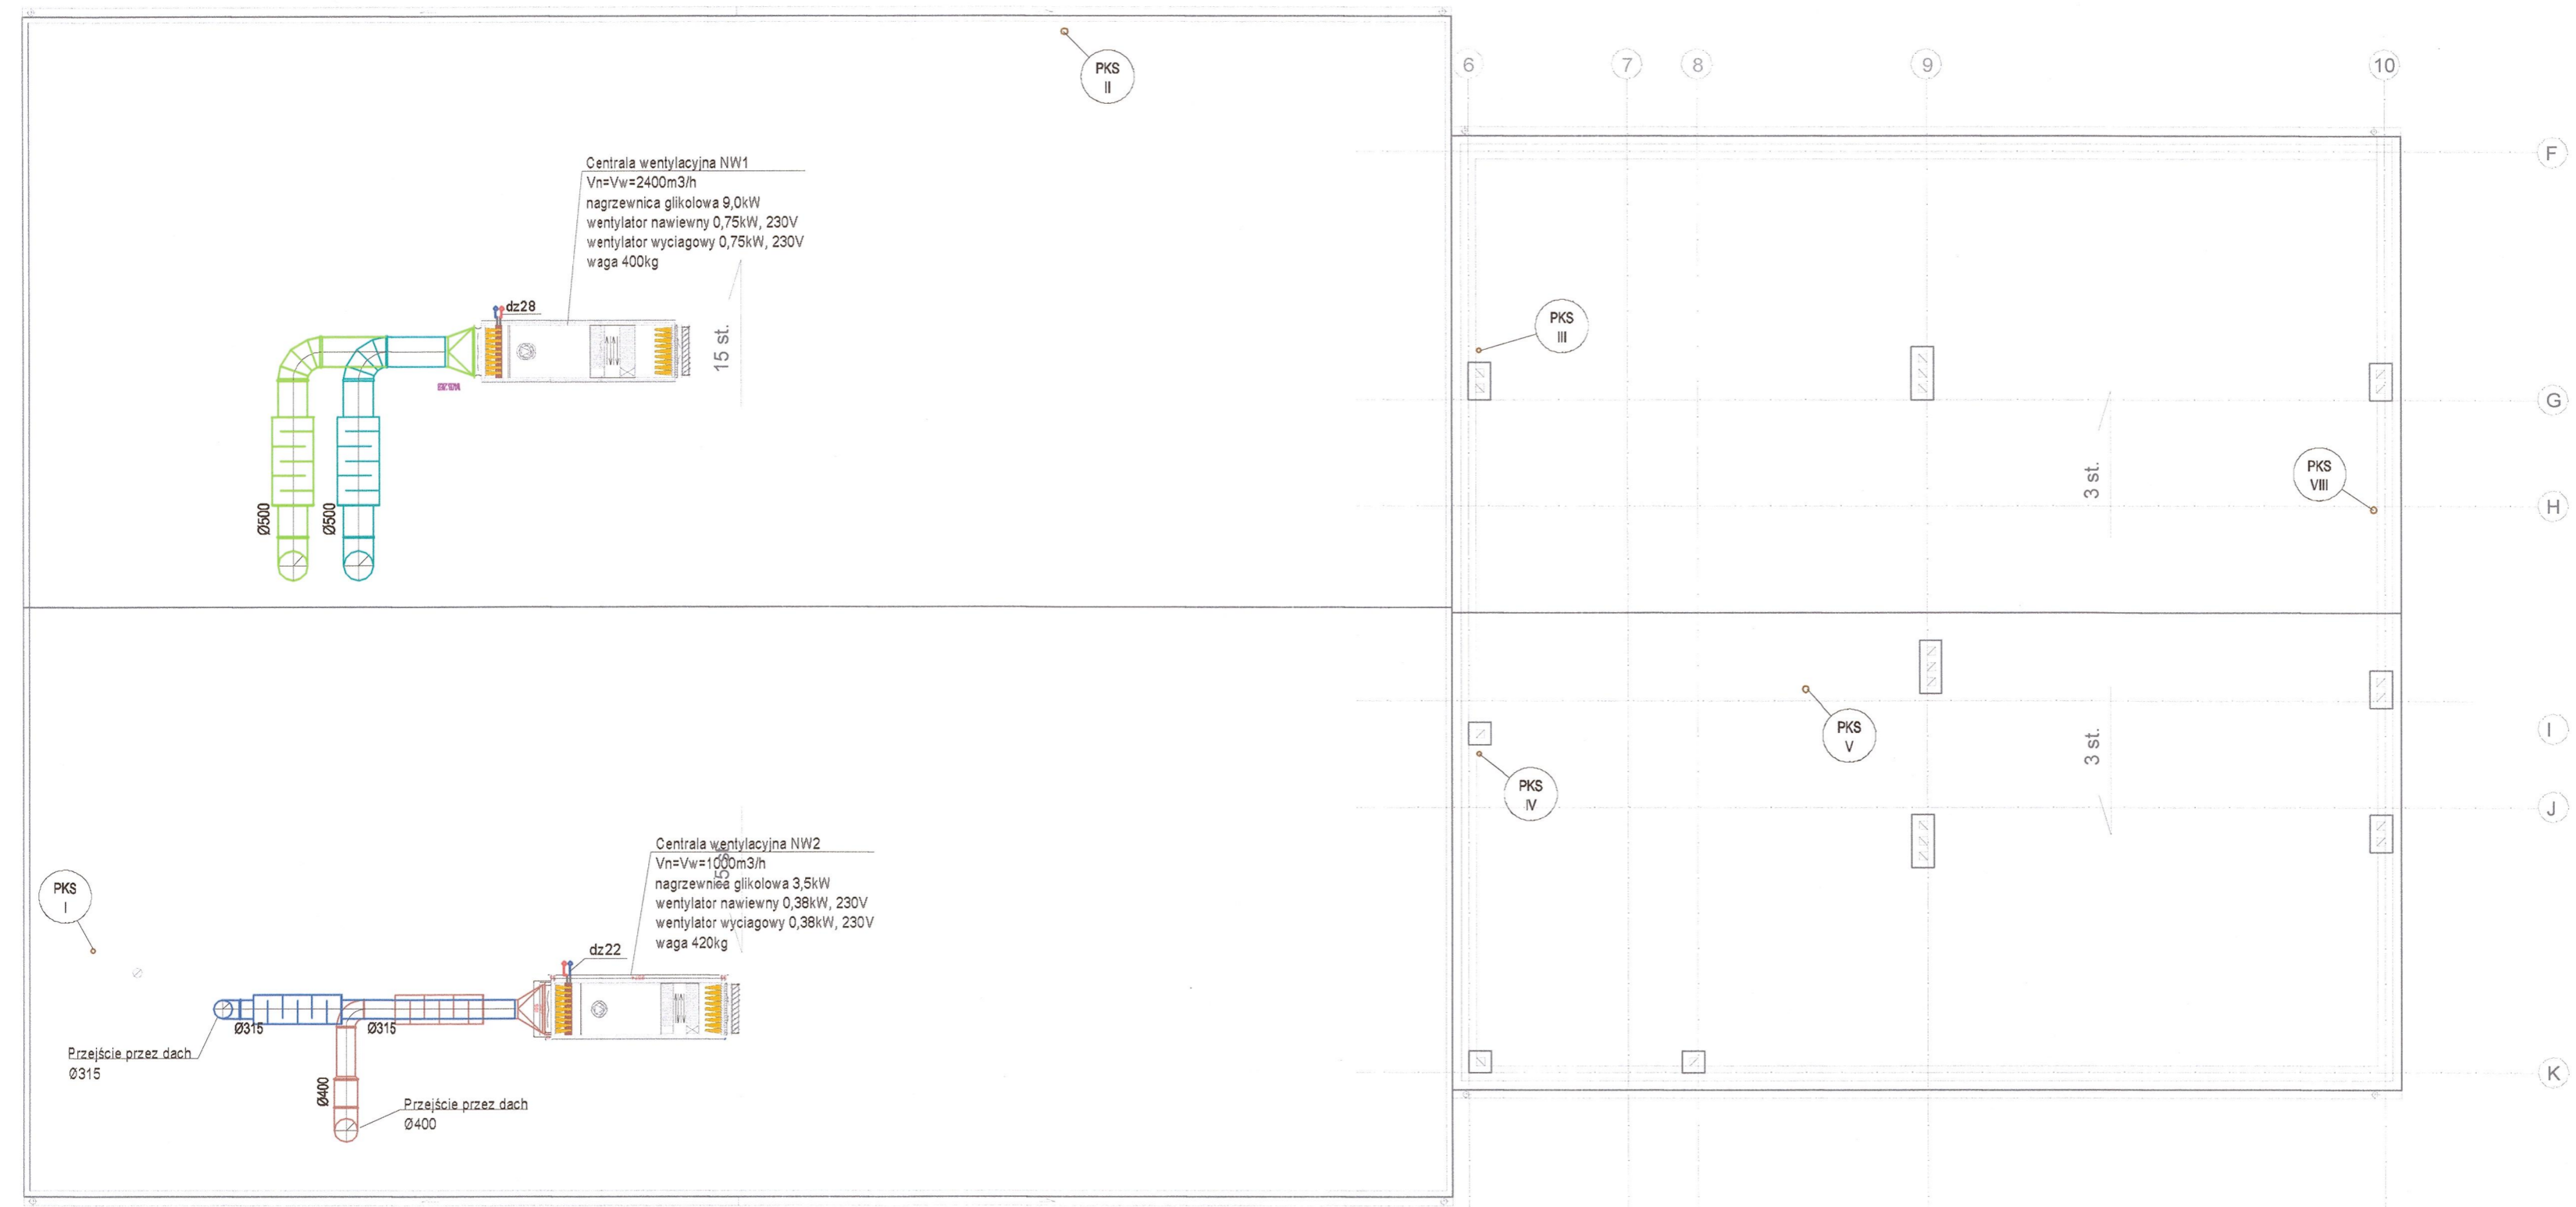 PKS
II
6
7
8
9
10
F
Centrala wentylacyjna NW1
Vn=Vw=2400m3/h
nagrzewnica glikolowa 9,0kW
wentylator nawiewny 0,75kW, 230V
wentylator wyciagowy 0,75kW, 230V
waga 400kg
dz28
15 st.
PKS
III
G
3 st.
PKS
VIII
H
Ø500
Ø500
PKS
V
I
3 st.
PKS
IV
J
Centrala wentylacyjna NW2
Vn=Vw=1000m3/h
nagrzewnica glikolowa 3,5kW
wentylator nawiewny 0,38kW, 230V
wentylator wyciagowy 0,38kW, 230V
waga 420kg
PKS
I
dz22
Ø315
Ø315
Przejście przez dach
Ø315
Ø400
Przejście przez dach
Ø400
K